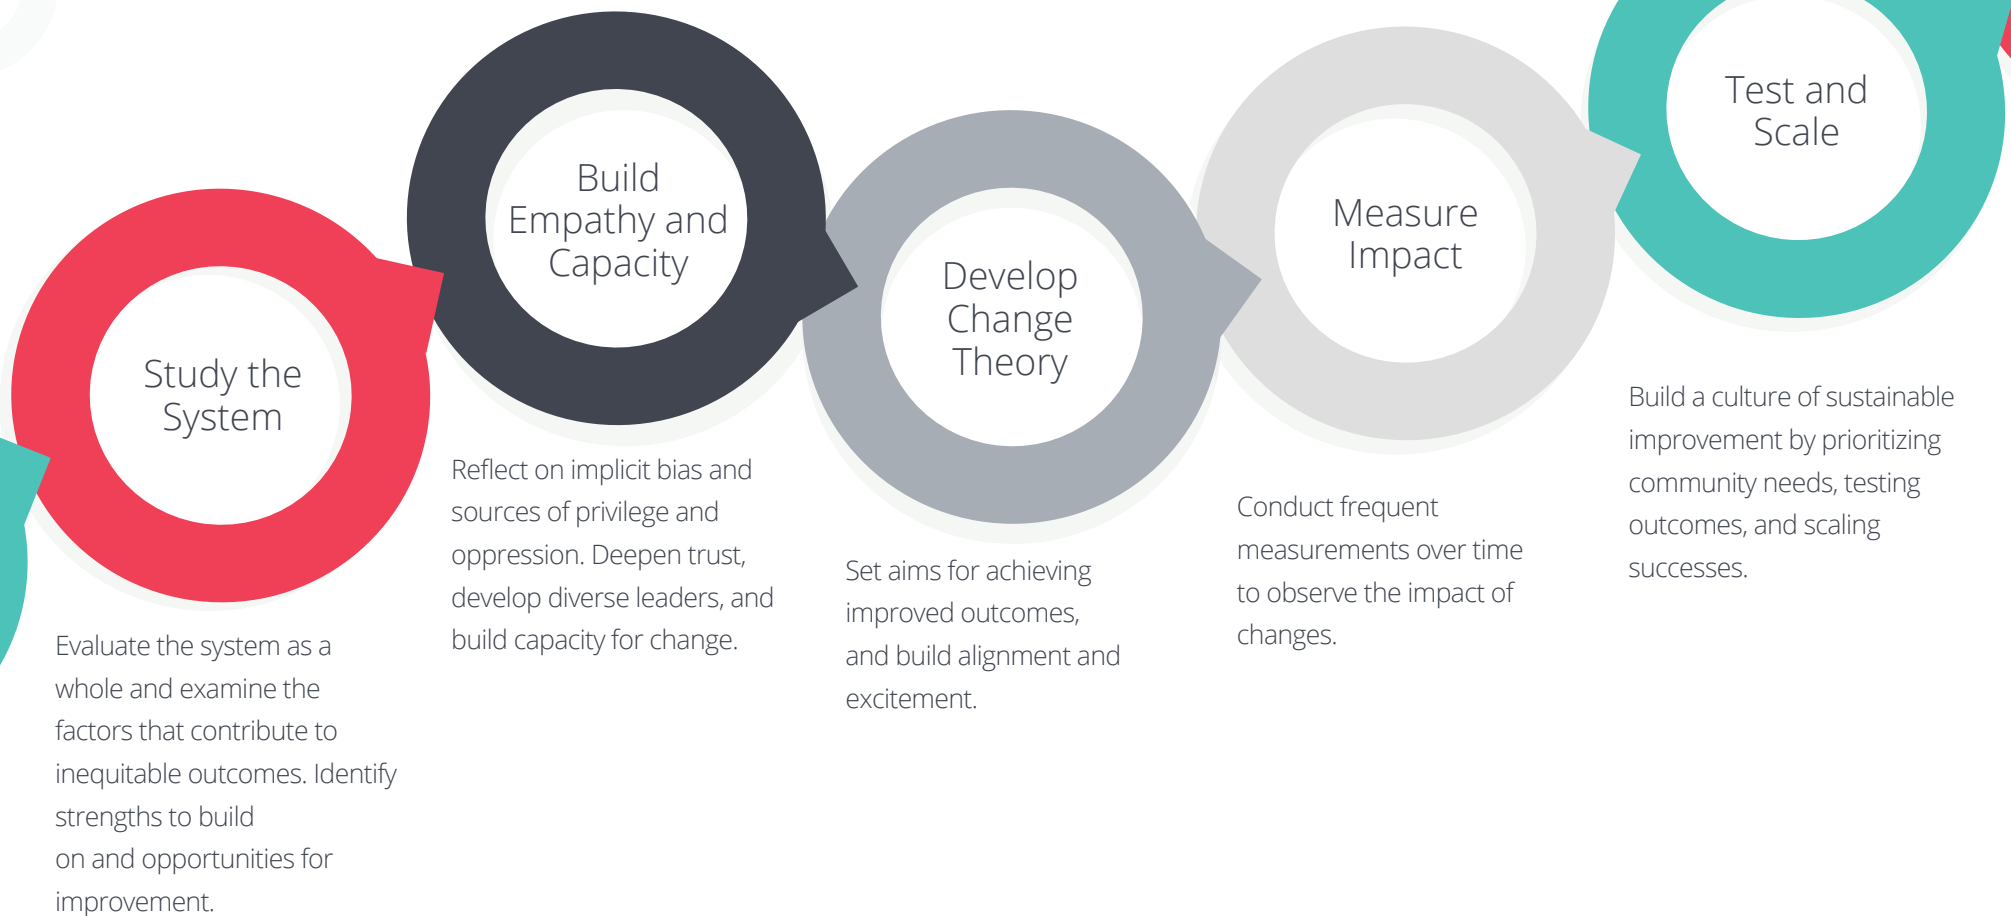 Study the
System
Evaluate the system as a
whole and examine the
factors that contribute to
inequitable outcomes. Identify
strengths to build
on and opportunities for
improvement.
Build
Empathy and
Capacity
Reflect on implicit bias and
sources of privilege and
oppression. Deepen trust,
develop diverse leaders, and
build capacity for change.
Develop
Change
Theory
Set aims for achieving
improved outcomes,
and build alignment and
excitement.
Measure
Impact
Conduct frequent
measurements over time
to observe the impact of
changes.
Test and
Scale
Build a culture of sustainable
improvement by prioritizing
community needs, testing
outcomes, and scaling
successes.